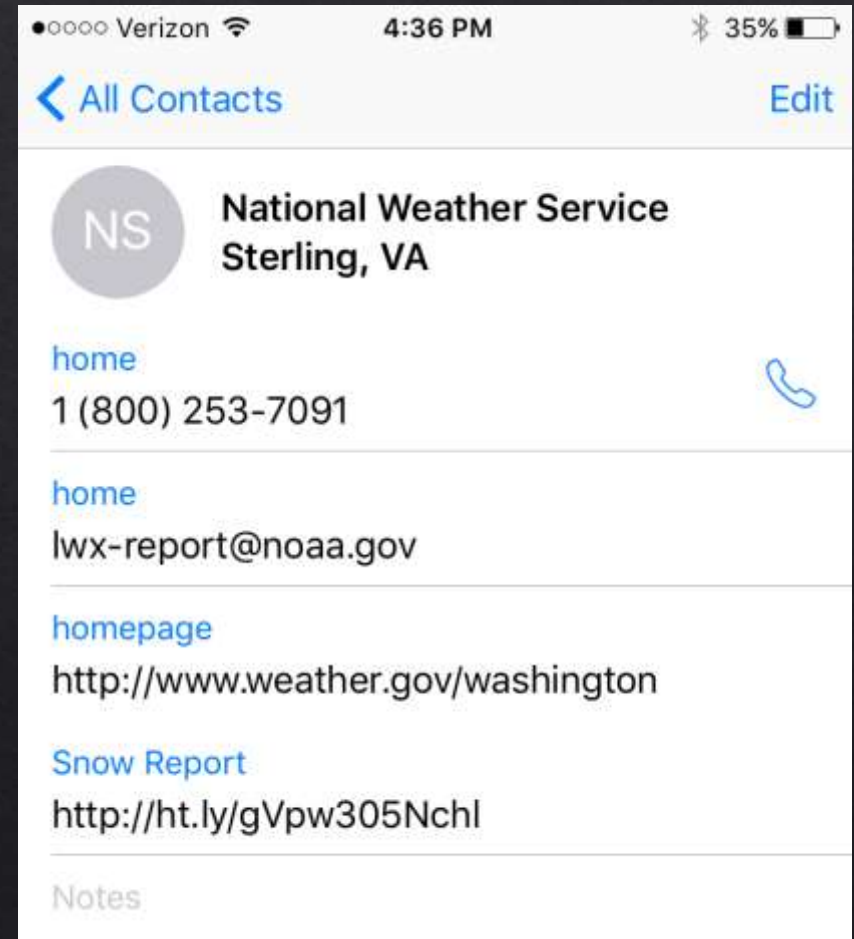 Verizon 4:36 PM 35%
All Contacts Edit
NS
National Weather Service
Sterling, VA
home
1 (800) 253-7091
home
lwx-report@noaa.gov
homepage
http://www.weather.gov/washington
Snow Report
http://ht.ly/gVpw305Nchl
Notes